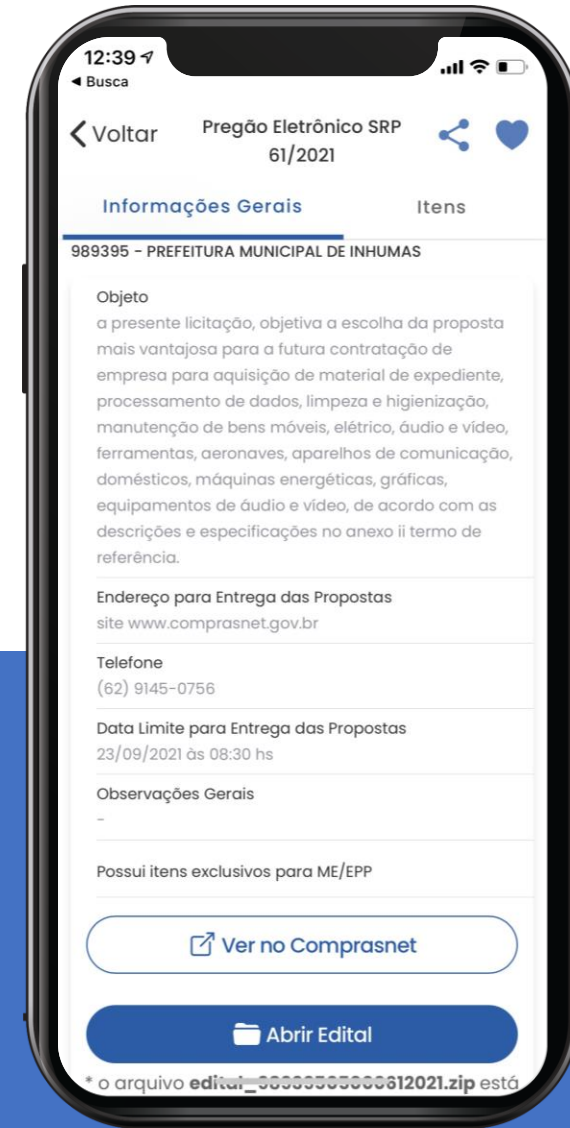 12:39
◀ Busca
Voltar
Pregão Eletrônico SRP
61/2021
Informações Gerais
Itens
989395 - PREFEITURA MUNICIPAL DE INHUMAS
Objeto
a presente licitação, objetiva a escolha da proposta
mais vantajosa para a futura contratação de
empresa para aquisição de material de expediente,
processamento de dados, limpeza e higienização,
manutenção de bens móveis, elétrico, áudio e vídeo,
ferramentas, aeronaves, aparelhos de comunicação,
domésticos, máquinas energéticas, gráficas,
equipamentos de áudio e vídeo, de acordo com as
descrições e especificações no anexo ii termo de
referência.
Endereço para Entrega das Propostas
site www.comprasnet.gov.br
Telefone
(62) 9145-0756
Data Limite para Entrega das Propostas
23/09/2021 às 08:30 hs
Observações Gerais
-
Possui itens exclusivos para ME/EPP
Ver no Comprasnet
Abrir Edital
* o arquivo está